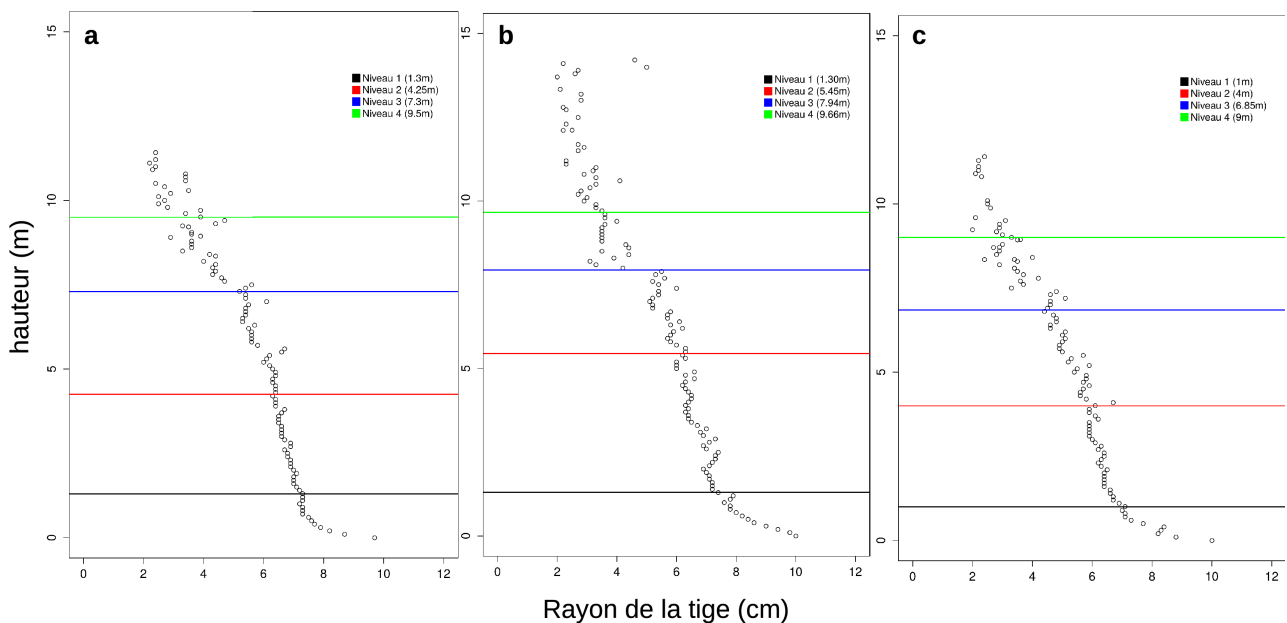 a
Niveau 1 (1.3m)
Niveau 2 (4.25m)
Niveau 3 (7.3m)
Niveau 4 (9.5m)
15
10
5
0
0 2 4 6 8 10 12
b
Niveau 1 (1.30m)
Niveau 2 (5.45m)
Niveau 3 (7.94m)
Niveau 4 (9.66m)
15
10
5
0
0 2 4 6 8 10 12
c
Niveau 1 (1m)
Niveau 2 (4m)
Niveau 3 (6.85m)
Niveau 4 (9m)
15
10
5
0
0 2 4 6 8 10 12
hauteur (m)
Rayon de la tige (cm)